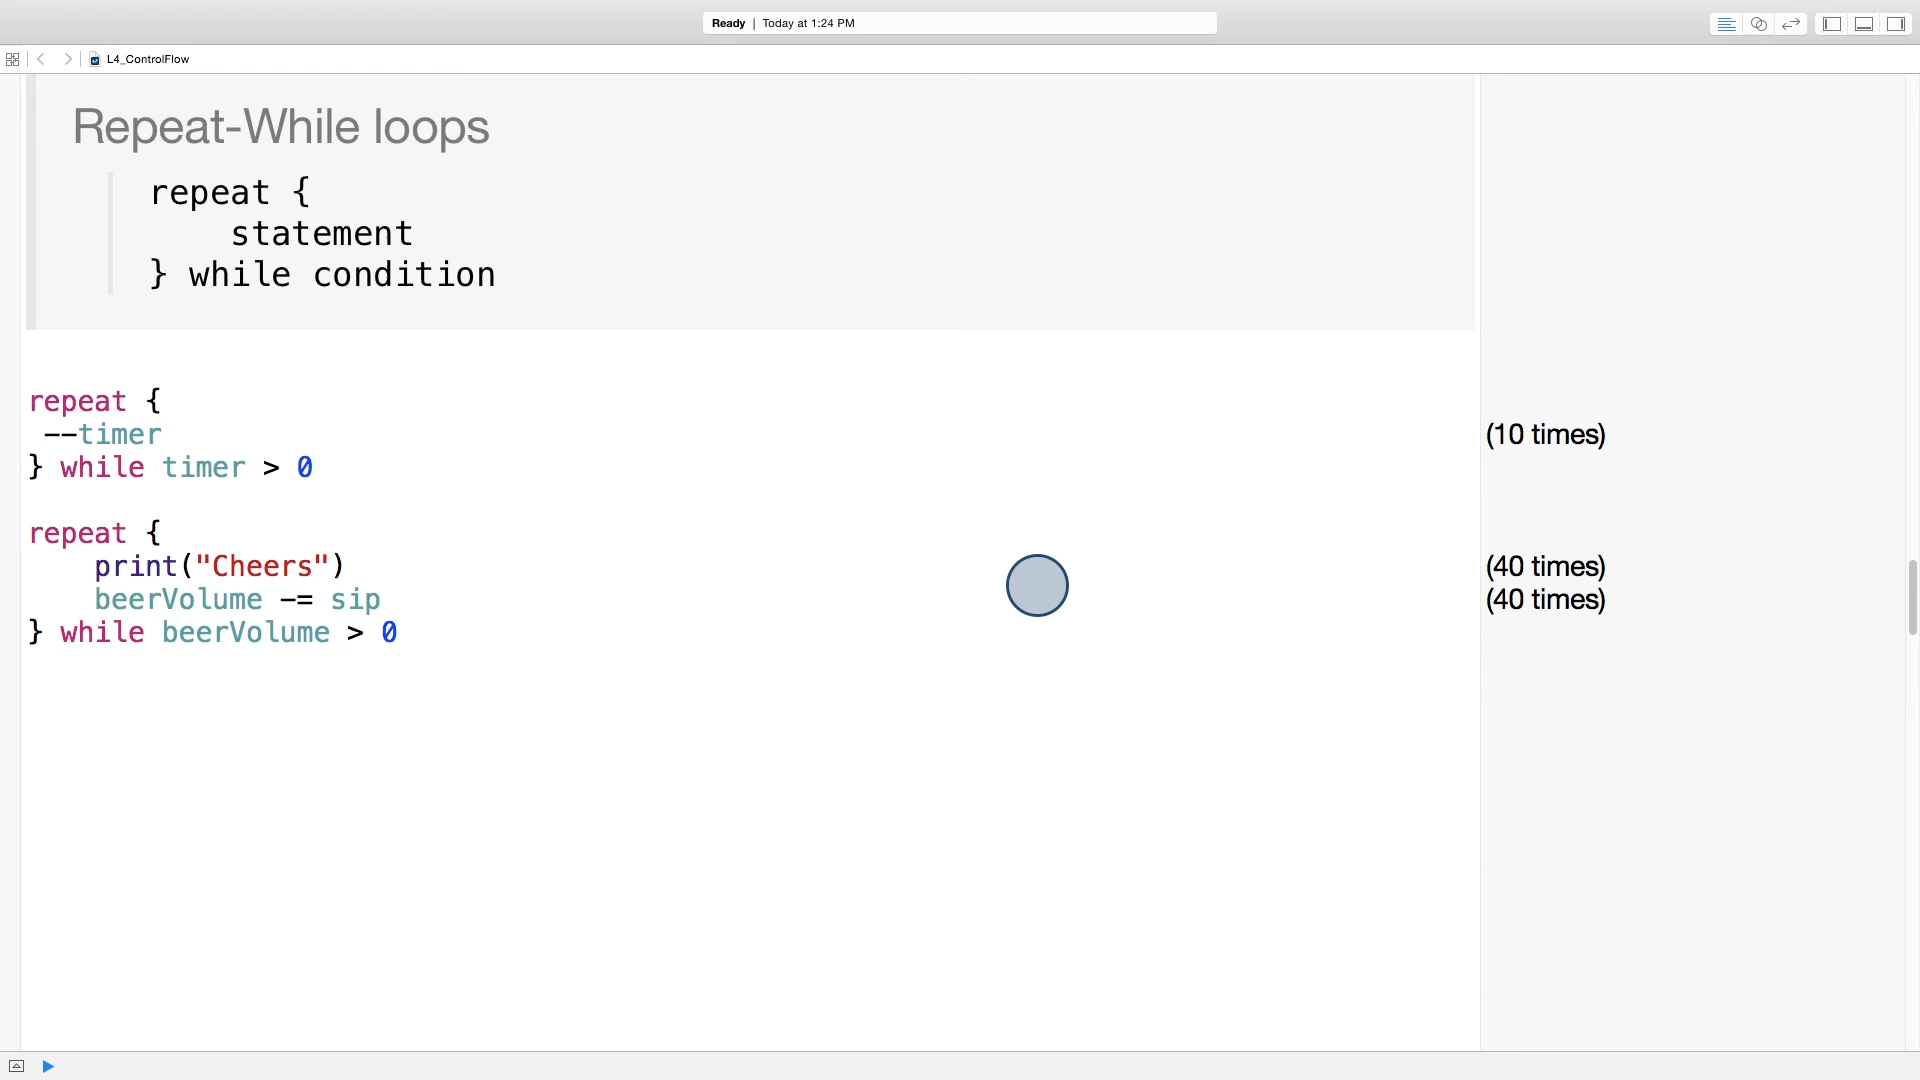 Ready | Today at 1:24 PM
L4_ControlFlow
Repeat-While loops
repeat {
    statement
} while condition
repeat {
 --timer
(10 times)
} while timer > 0
repeat {
    print("Cheers")
(40 times)
    beerVolume -= sip
(40 times)
} while beerVolume > 0